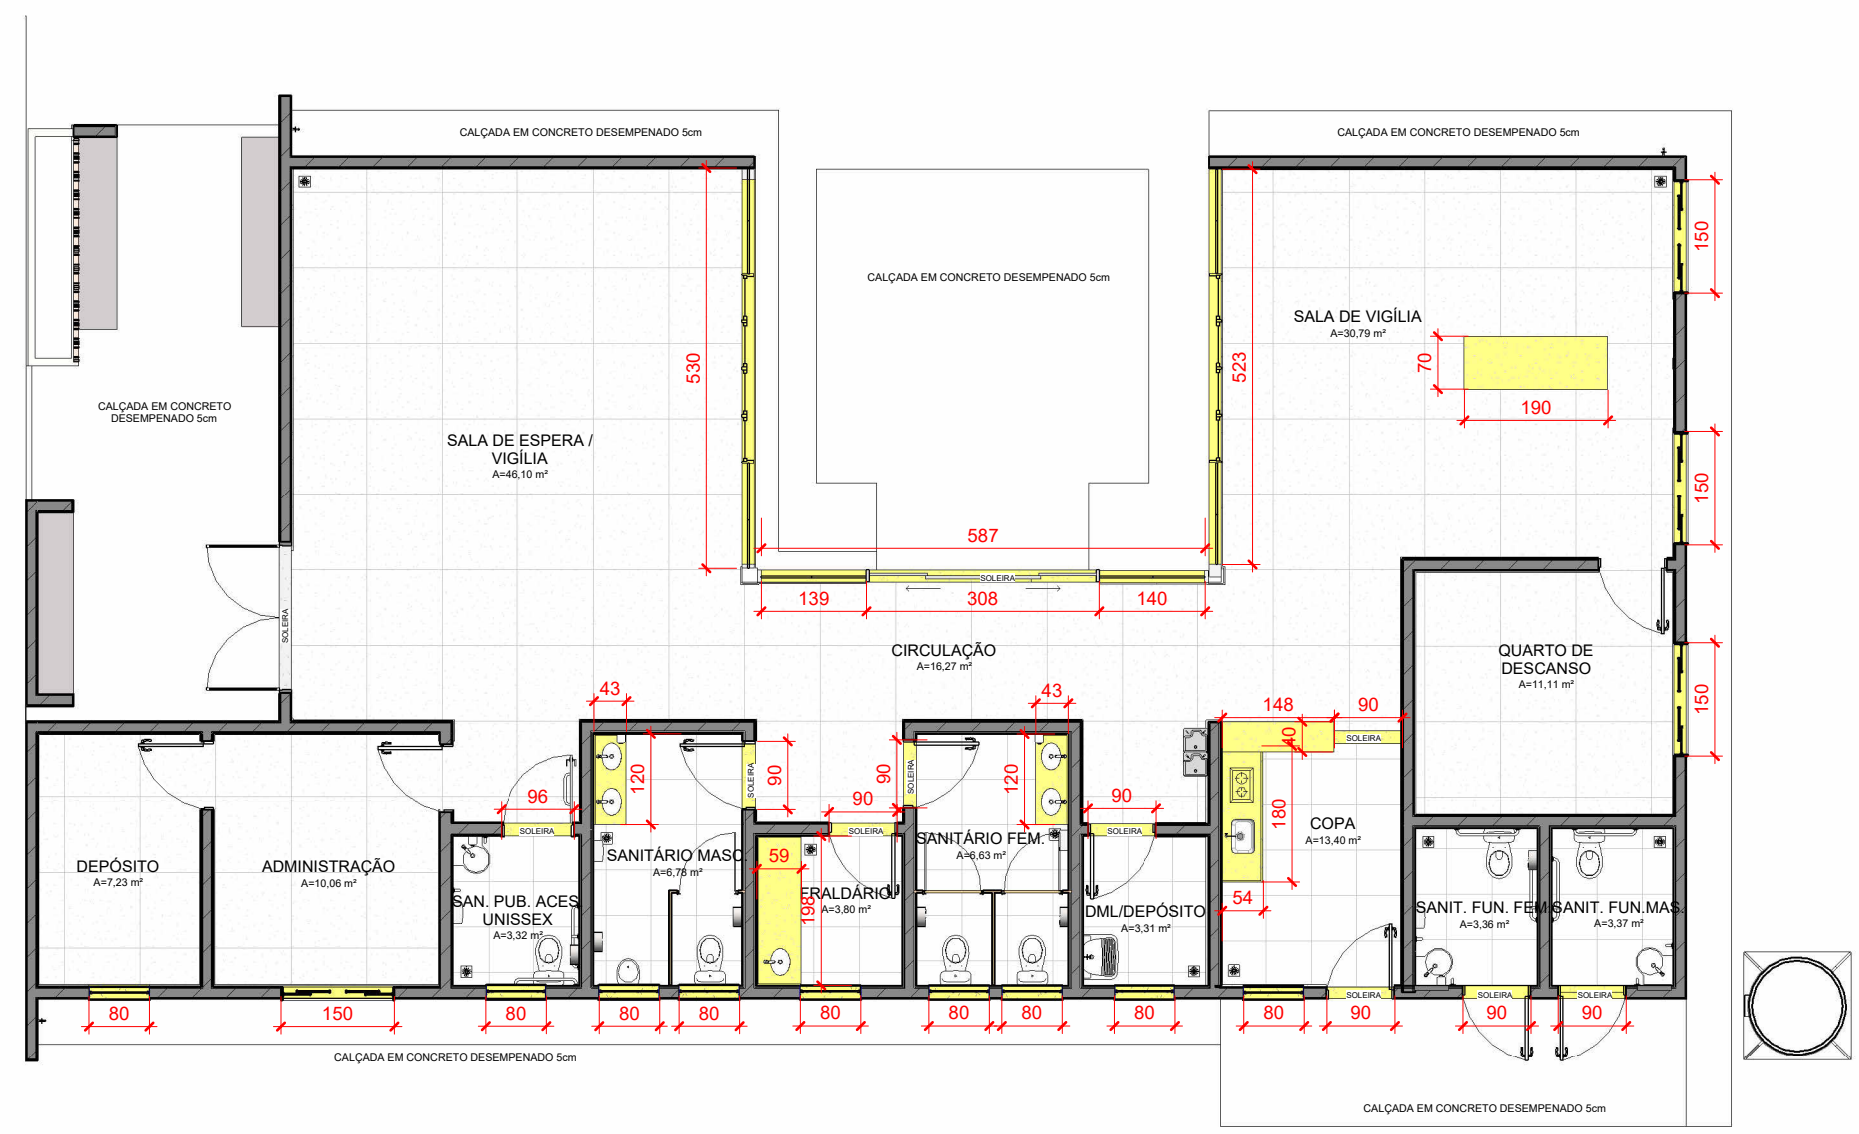 CALÇADA EM CONCRETO DESEMPENADO 5cm
CALÇADA EM CONCRETO DESEMPENADO 5cm
CALÇADA EM CONCRETO DESEMPENADO 5cm
CALÇADA EM CONCRETO
DESEMPENADO 5cm
SALA DE ESPERA /
VIGÍLIA
A=46,10 m²
530
523
SALA DE VIGÍLIA
A=30,79 m²
70
190
150
150
150
587
SOLEIRA
139
308
140
SOLEIRA
CIRCULAÇÃO
A=16,27 m²
QUARTO DE
DESCANSO
A=11,11 m²
43
43
148
90
40
SOLEIRA
120
SOLEIRA
90
90
SOLEIRA
120
96
SOLEIRA
90
SOLEIRA
90
SOLEIRA
180
DEPÓSITO
A=7,23 m²
ADMINISTRAÇÃO
A=10,06 m²
SAN. PUB. ACES
UNISSEX
A=3,32 m²
SANITÁRIO MASC.
A=6,78 m²
59
198
FRALDÁRIO
A=3,80 m²
SANITÁRIO FEM.
A=6,63 m²
DML/DEPÓSITO
A=3,31 m²
COPA
A=13,40 m²
54
SANIT. FUN. FEM
A=3,36 m²
SANIT. FUN.MAS.
A=3,37 m²
SOLEIRA
SOLEIRA
SOLEIRA
80
150
80
80
80
80
80
80
80
80
90
90
90
CALÇADA EM CONCRETO DESEMPENADO 5cm
CALÇADA EM CONCRETO DESEMPENADO 5cm